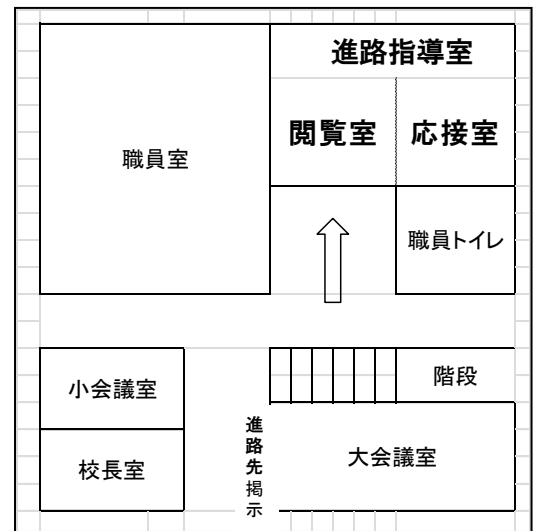 進路指導室
閲覧室
応接室
職員室
職員トイレ
小会議室
階段
進路先掲示
大会議室
校長室